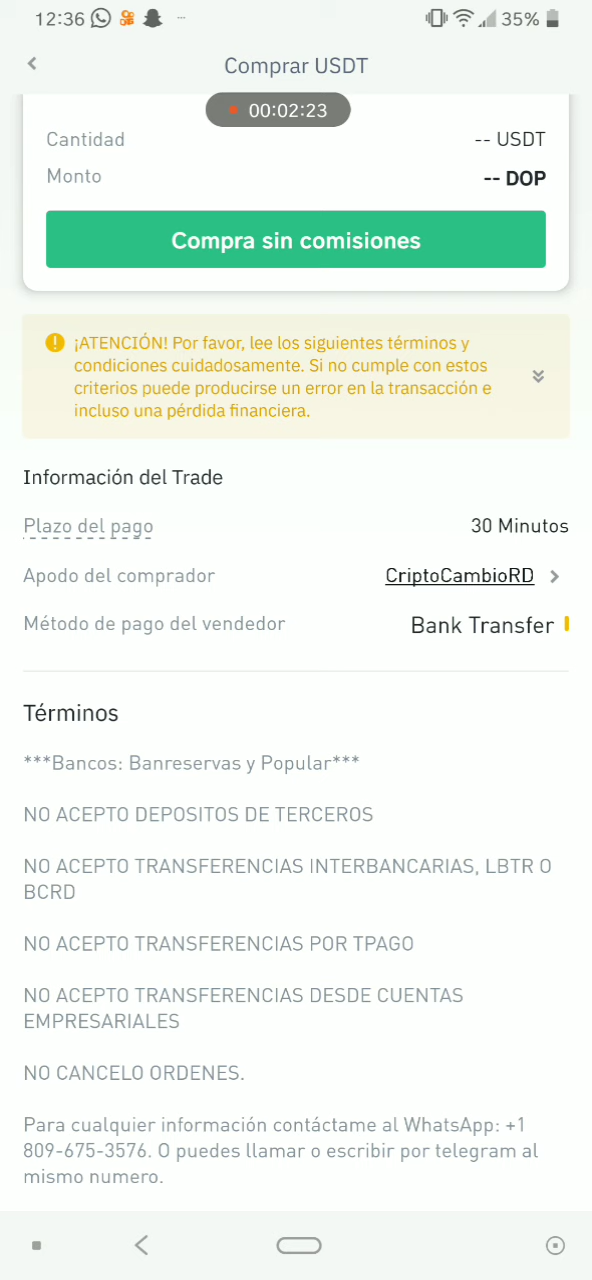 12:36
35%
Comprar USDT
00:02:23
Cantidad
-- USDT
Monto
-- DOP
Compra sin comisiones
¡ATENCIÓN! Por favor, lee los siguientes términos y
condiciones cuidadosamente. Si no cumple con estos
criterios puede producirse un error en la transacción e
incluso una pérdida financiera.
Información del Trade
Plazo del pago
30 Minutos
Apodo del comprador
CriptoCambioRD
Método de pago del vendedor
Bank Transfer
Términos
***Bancos: Banreservas y Popular***
NO ACEPTO DEPOSITOS DE TERCEROS
NO ACEPTO TRANSFERENCIAS INTERBANCARIAS, LBTR O
BCRD
NO ACEPTO TRANSFERENCIAS POR TPAGO
NO ACEPTO TRANSFERENCIAS DESDE CUENTAS
EMPRESARIALES
NO CANCELO ORDENES.
Para cualquier información contáctame al WhatsApp: +1
809-675-3576. O puedes llamar o escribir por telegram al
mismo numero.